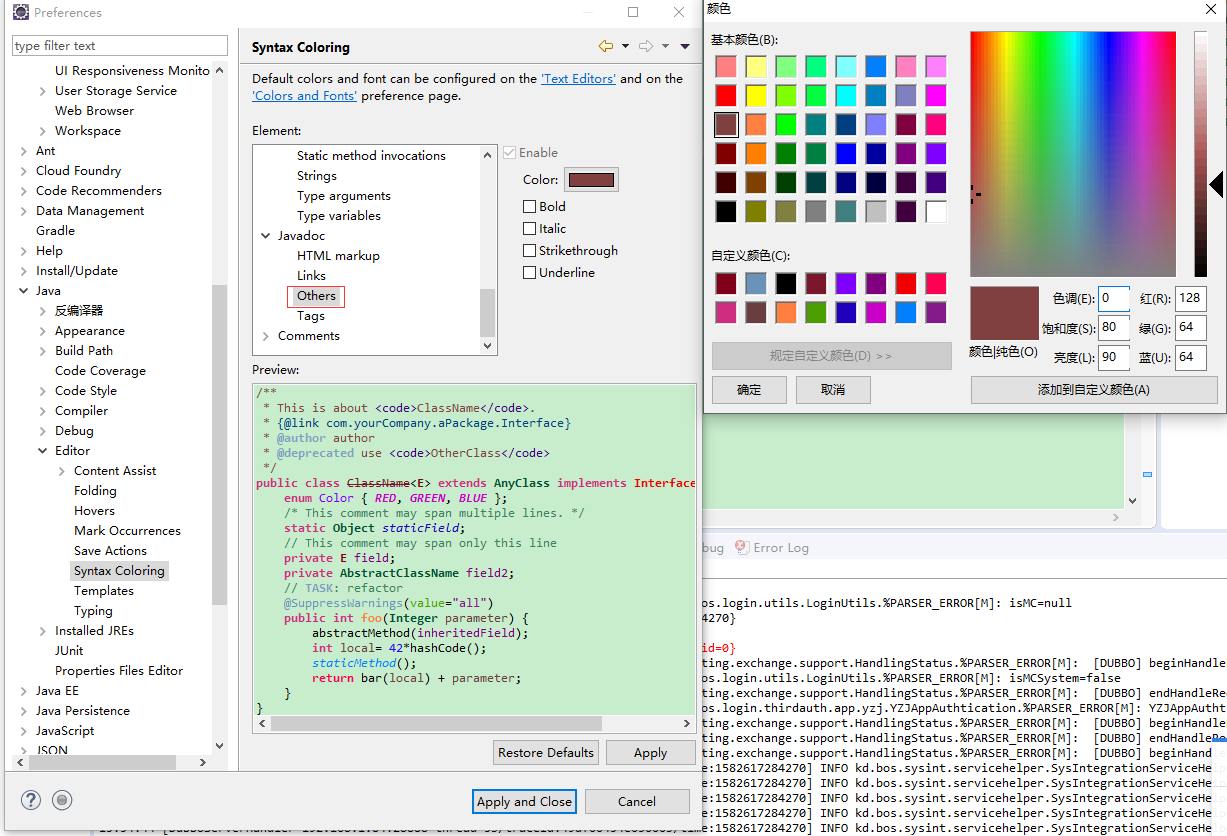 Preferences
type filter text
UI Responsiveness Monito
User Storage Service
Web Browser
Workspace
Ant
Cloud Foundry
Code Recommenders
Data Management
Gradle
Help
Install/Update
Java
反编译器
Appearance
Build Path
Code Coverage
Code Style
Compiler
Debug
Editor
Content Assist
Folding
Hovers
Mark Occurrences
Save Actions
Syntax Coloring
Templates
Typing
Installed JREs
JUnit
Properties Files Editor
Java EE
Java Persistence
JavaScript
JSON
Syntax Coloring
Default colors and font can be configured on the 'Text Editors' and on the
'Colors and Fonts' preference page.
Element:
Static method invocations
Strings
Type arguments
Type variables
Javadoc
HTML markup
Links
Others
Tags
Comments
Enable
Color:
Bold
Italic
Strikethrough
Underline
Preview:
/**
 * This is about <code>ClassName</code>.
 * {@link com.yourCompany.aPackage.Interface}
 * @author author
 * @deprecated use <code>OtherClass</code>
 */
public class ClassName<E> extends AnyClass implements Interface
    enum Color { RED, GREEN, BLUE };
    /* This comment may span multiple lines. */
    static Object staticField;
    // This comment may span only this line
    private E field;
    private AbstractClassName field2;
    // TASK: refactor
    @SuppressWarnings(value="all")
    public int foo(Integer parameter) {
        abstractMethod(inheritedField);
        int local= 42*hashCode();
        staticMethod();
        return bar(local) + parameter;
    }
}
Restore Defaults
Apply
Apply and Close
Cancel
颜色
基本颜色(B):
自定义颜色(C):
规定自定义颜色(D) >>
确定
取消
颜色|纯色(O)
色调(E): 0
红(R): 128
饱和度(S): 80
绿(G): 64
亮度(L): 90
蓝(U): 64
添加到自定义颜色(A)
bug
Error Log
os.login.utils.LoginUtils.%PARSER_ERROR[M]: isMC=null
4270}
id=0}
ting.exchange.support.HandlingStatus.%PARSER_ERROR[M]: [DUBBO] beginHandle
os.login.utils.LoginUtils.%PARSER_ERROR[M]: isMCSystem=false
ting.exchange.support.HandlingStatus.%PARSER_ERROR[M]: [DUBBO] endHandleRe
os.login.thirdauth.app.yzj.YZJAppAuthtication.%PARSER_ERROR[M]: YZJAppAutht
ting.exchange.support.HandlingStatus.%PARSER_ERROR[M]: [DUBBO] beginHandle
ting.exchange.support.HandlingStatus.%PARSER_ERROR[M]: [DUBBO] endHandleRe
ting.exchange.support.HandlingStatus.%PARSER_ERROR[M]: [DUBBO] beginHand
e:1582617284270] INFO kd.bos.sysint.servicehelper.SysIntegrationServiceHe
e:1582617284270] INFO kd.bos.sysint.servicehelper.SysIntegrationServiceHelp
e:1582617284270] INFO kd.bos.sysint.servicehelper.SysIntegrationServiceHelp
e:1582617284270] INFO kd.bos.sysint.servicehelper.SysIntegrationServiceHelp
e:1582617284270] INFO kd.bos.sysint.servicehelper.SysIntegrationServiceHelp